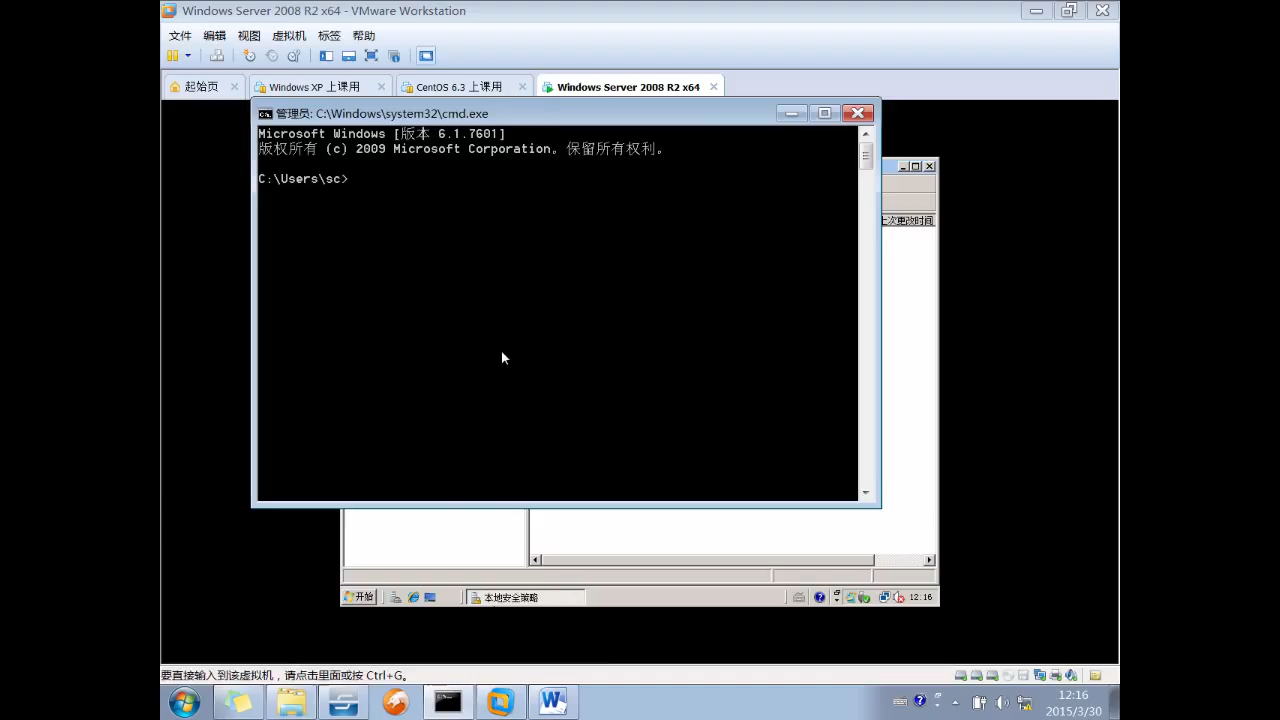 Windows Server 2008 R2 x64 - VMware Workstation
文件 编辑 视图 虚拟机 标签 帮助
起始页 Windows XP 上课用 CentOS 6.3 上课用 Windows Server 2008 R2 x64
管理员: C:\Windows\system32\cmd.exe
Microsoft Windows [版本 6.1.7601]
版权所有 (c) 2009 Microsoft Corporation。保留所有权利。
C:\Users\sc>
上次更改时间
开始 本地安全策略 12:16
要直接输入到该虚拟机，请点击里面或按 Ctrl+G。
12:16
2015/3/30